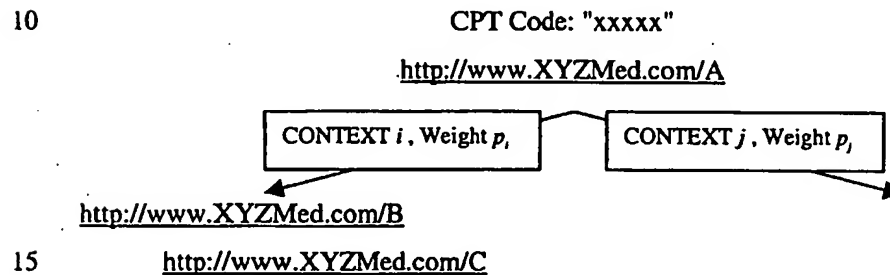 10 CPT Code: "xxxxx"
http://www.XYZMed.com/A
CONTEXT i, Weight pᵢ CONTEXT j, Weight pⱼ
http://www.XYZMed.com/B
15 http://www.XYZMed.com/C